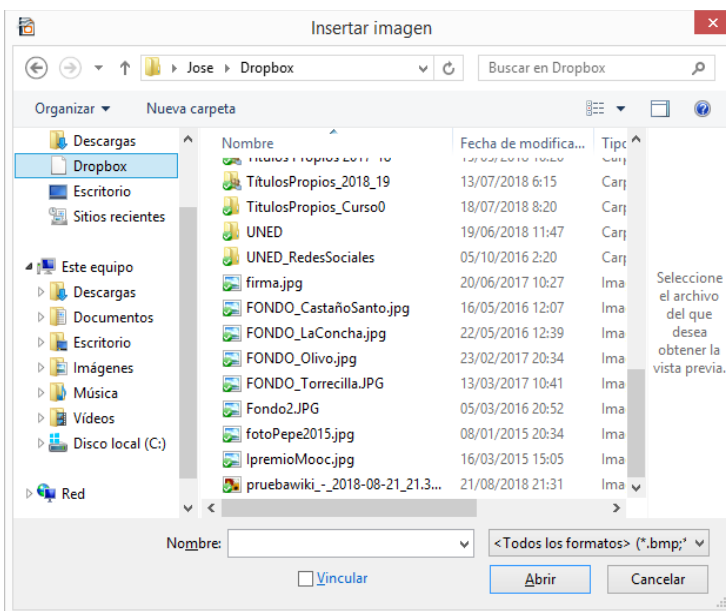 Insertar imagen
Jose Dropbox
Buscar en Dropbox
Organizar Nueva carpeta
Descargas
Dropbox
Escritorio
Sitios recientes
Este equipo
Descargas
Documentos
Escritorio
Imágenes
Música
Vídeos
Disco local (C:)
Red
Nombre Fecha de modifica... Tipo
TítulosPropios_2018_19 13/07/2018 6:15 Carp
TitulosPropios_Curso0 18/07/2018 8:20 Carp
UNED 19/06/2018 11:47 Carp
UNED_RedesSociales 05/10/2016 2:20 Carp
firma.jpg 20/06/2017 10:27 Ima
FONDO_CastañoSanto.jpg 16/05/2016 12:07 Ima
FONDO_LaConcha.jpg 22/05/2016 12:39 Ima
FONDO_Olivo.jpg 23/02/2017 20:34 Ima
FONDO_Torrecilla.JPG 13/03/2017 10:41 Ima
Fondo2.JPG 05/03/2016 20:52 Ima
fotoPepe2015.jpg 08/01/2015 20:34 Ima
IpremioMooc.jpg 16/03/2015 15:05 Ima
pruebawiki_-_2018-08-21_21.3... 21/08/2018 21:31 Ima
Seleccione
el archivo
del que
desea
obtener la
vista previa.
Nombre: <Todos los formatos> (*.bmp;*
Vincular Abrir Cancelar